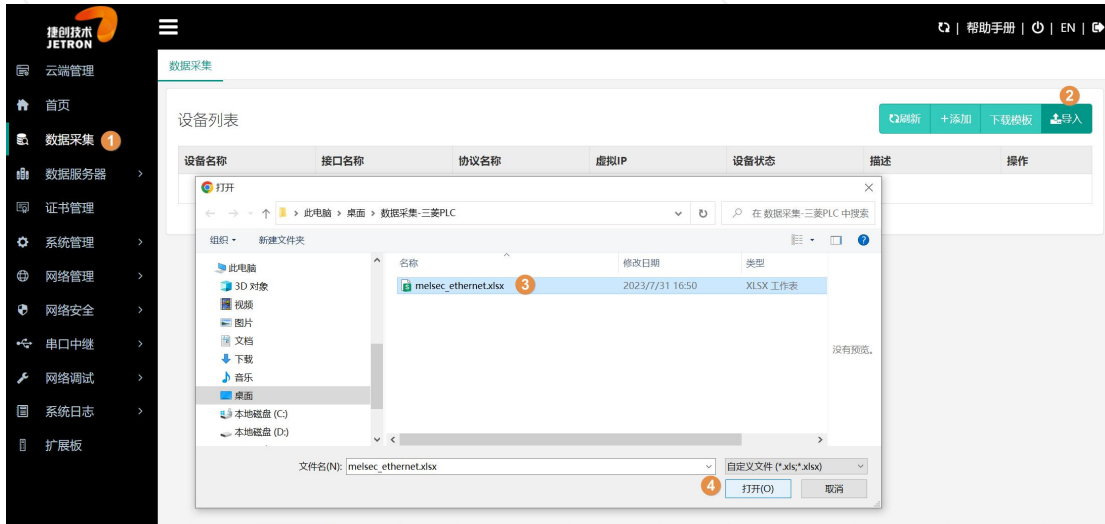 捷创技术
JETRON
| 帮助手册 | | EN |
云端管理
首页
数据采集 1
数据服务器
证书管理
系统管理
网络管理
网络安全
串口中继
网络调试
系统日志
扩展板
数据采集
2
设备列表
刷新 +添加 下载模板 导入
设备名称 接口名称 协议名称 虚拟IP 设备状态 描述 操作
打开
此电脑 > 桌面 > 数据采集-三菱PLC
在 数据采集-三菱PLC 中搜索
组织 新建文件夹
此电脑
3D 对象
视频
图片
文档
下载
音乐
桌面
本地磁盘 (C:)
本地磁盘 (D:)
名称 修改日期 类型
melsec_ethernet.xlsx 3 2023/7/31 16:50 XLSX 工作表
没有预览。
文件名(N): melsec_ethernet.xlsx 自定义文件 (*.xls;*.xlsx)
4 打开(O) 取消